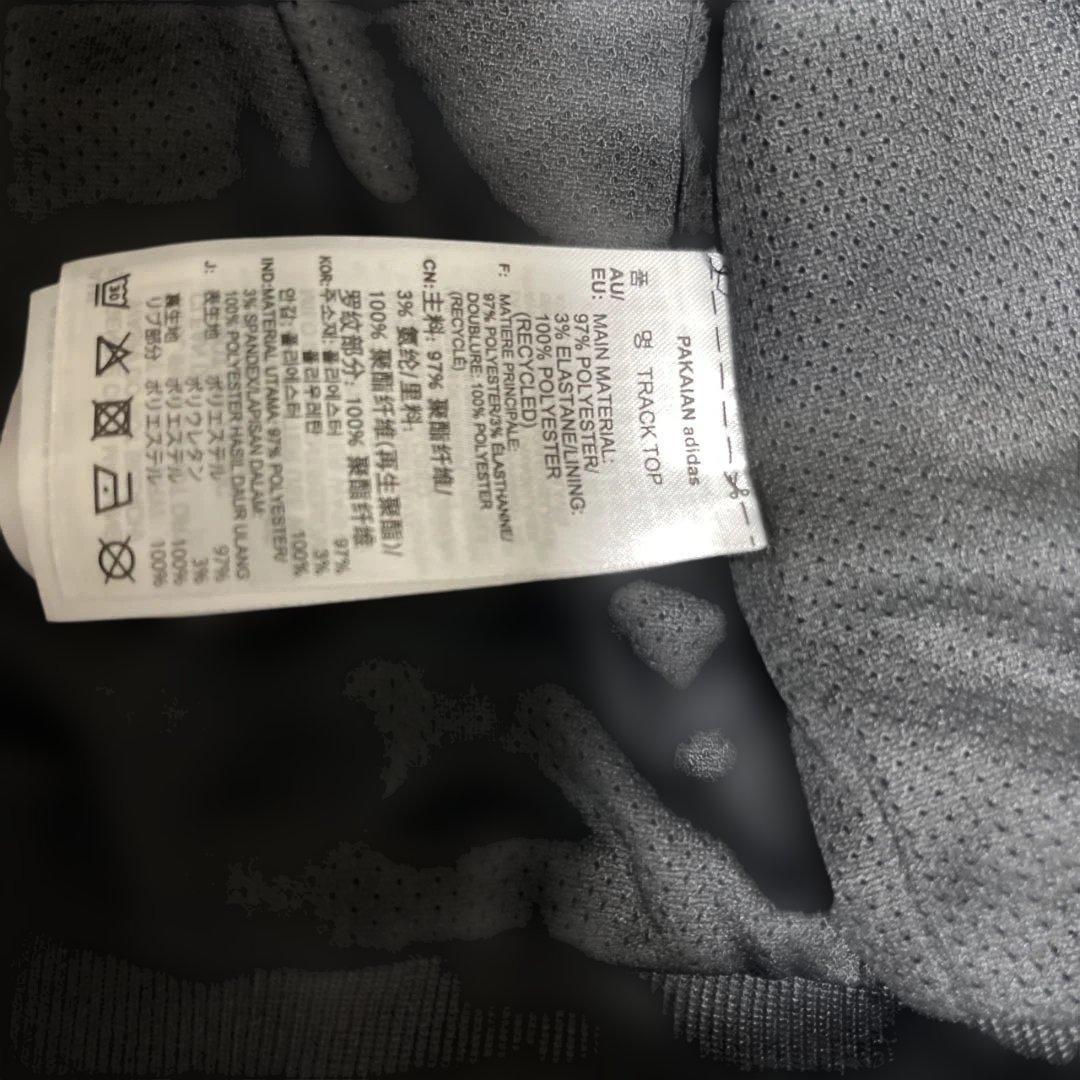 PAKAIAN adidas
품 명 TRACK TOP
AU/
EU: MAIN MATERIAL:
97% POLYESTER/
3% ELASTANE/LINING:
100% POLYESTER
(RECYCLED)
F: MATIERE PRINCIPALE:
97% POLYESTER/3% ÉLASTHANNE/
DOUBLURE: 100% POLYESTER
(RECYCLÉ)
CN: 主料: 97% 聚酯纤维/
3% 氨纶/里料:
100% 聚酯纤维(再生聚酯)/
罗纹部分: 100% 聚酯纤维
KOR: 주소재: 폴리에스터 97%
폴리우레탄 3%
안감: 폴리에스터 100%
IND: MATERIAL UTAMA: 97% POLYESTER/
3% SPANDEX/LAPISAN DALAM:
100% POLYESTER HASIL DAUR ULANG
J: 表生地 ポリエステル 97%
ポリウレタン 3%
裏生地 ポリエステル 100%
リブ部分 ポリエステル 100%
30